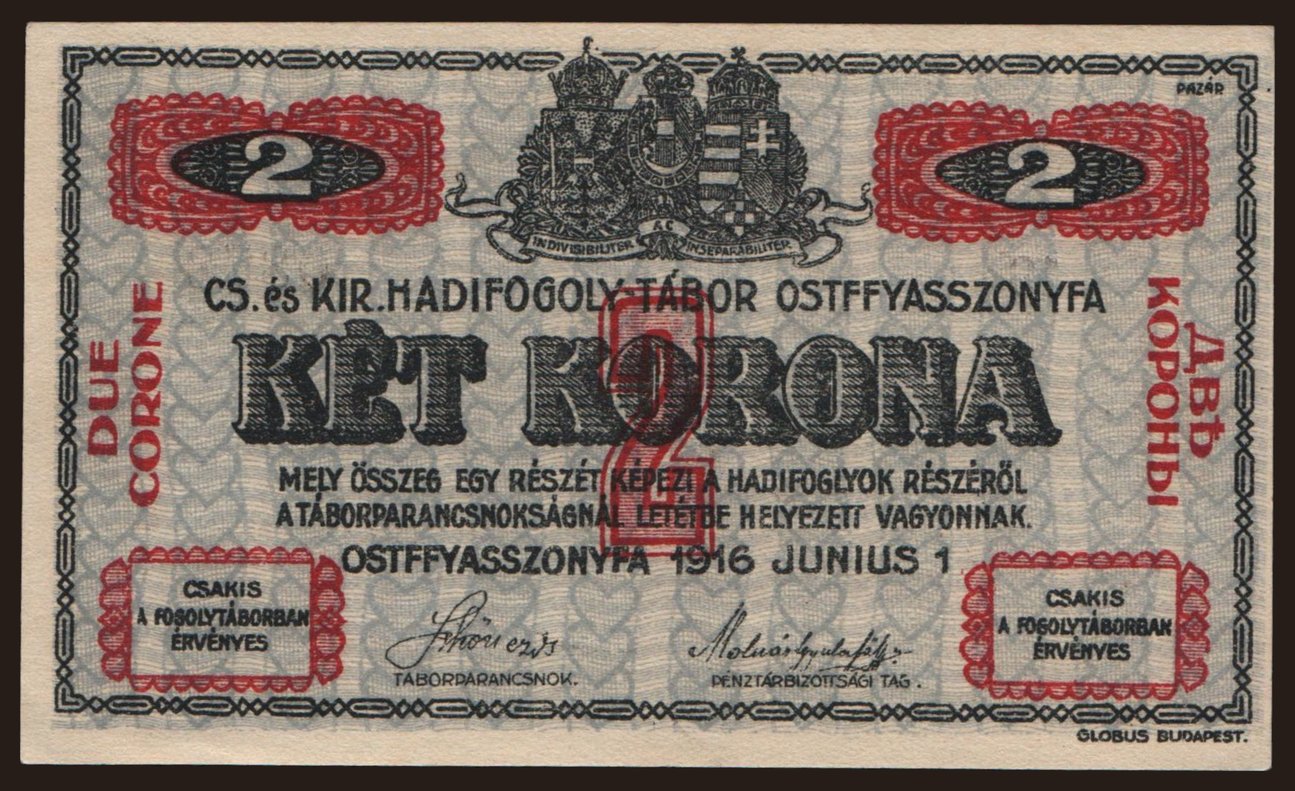 PAZÁR
2
2
INDIVISIBILITER AC INSEPARABILITER
CS. és KIR. HADIFOGOLY TÁBOR OSTFFYASSZONYFA
DUE
CORONE
KÉT KORONA
2
ДВѢ
КОРОНЫ
MELY ÖSSZEG EGY RÉSZÉT KÉPEZI A HADIFOGLYOK RÉSZÉRŐL
A TÁBORPARANCSNOKSÁGNÁL LETÉTBE HELYEZETT VAGYONNAK.
OSTFFYASSZONYFA 1916 JUNIUS 1
CSAKIS
A FOGOLYTÁBORBAN
ÉRVÉNYES
TÁBORPARANCSNOK.
PÉNZTÁRBIZOTTSÁGI TAG.
CSAKIS
A FOGOLYTÁBORBAN
ÉRVÉNYES
GLOBUS BUDAPEST.